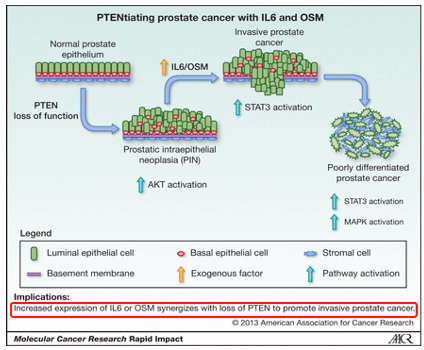 PTENtiating prostate cancer with IL6 and OSM
Normal prostate
epithelium
Invasive prostate
cancer
IL6/OSM
PTEN
loss of function
STAT3 activation
Prostatic intraepithelial
neoplasia (PIN)
AKT activation
Poorly differentiated
prostate cancer
STAT3 activation
MAPK activation
Legend
Luminal epithelial cell
Basal epithelial cell
Stromal cell
Basement membrane
Exogenous factor
Pathway activation
Implications:
Increased expression of IL6 or OSM synergizes with loss of PTEN to promote invasive prostate cancer.
© 2013 American Association for Cancer Research
Molecular Cancer Research Rapid Impact